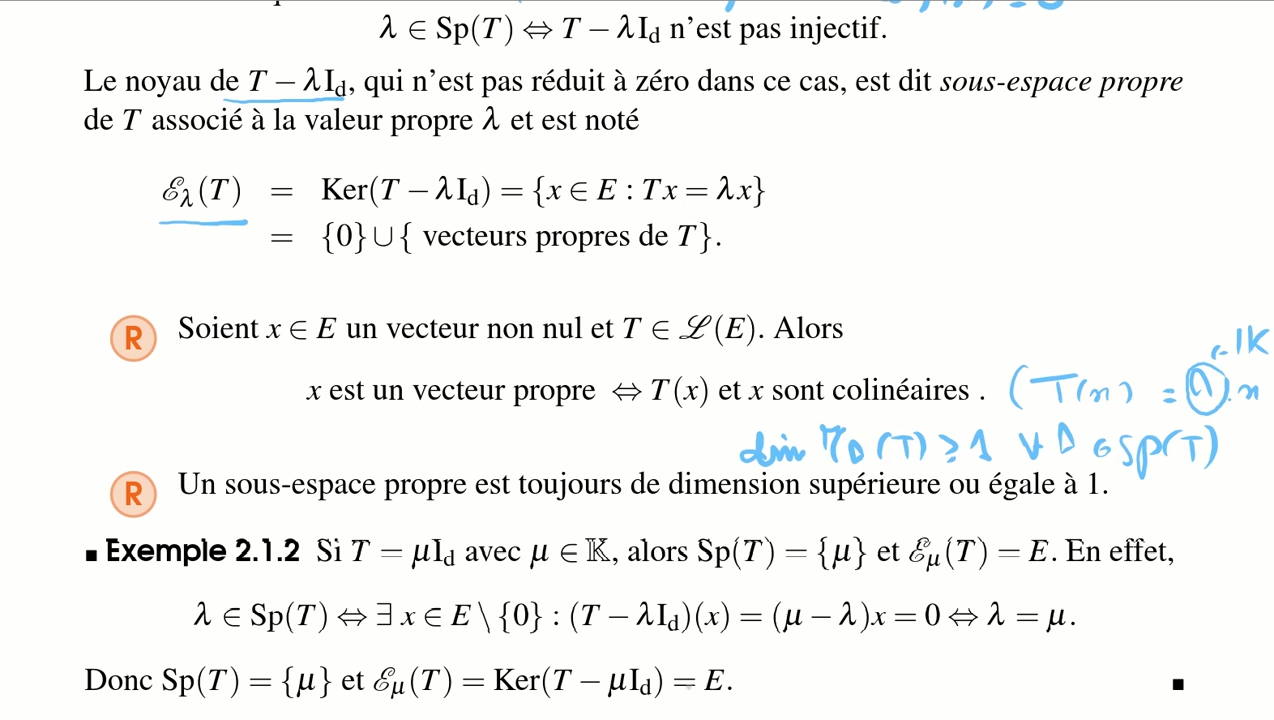 λ ∈ Sp(T) ⇔ T − λI_d n'est pas injectif.
Le noyau de T − λI_d, qui n'est pas réduit à zéro dans ce cas, est dit sous-espace propre
de T associé à la valeur propre λ et est noté
ℰ_λ(T) = Ker(T − λI_d) = {x ∈ E : Tx = λx}
= {0} ∪ { vecteurs propres de T}.
R Soient x ∈ E un vecteur non nul et T ∈ ℒ(E). Alors
∈ IK
x est un vecteur propre ⇔ T(x) et x sont colinéaires . (T(x) = λ.x
dim ℰ_λ(T) ≥ 1 ∀ λ ∈ Sp(T)
R Un sous-espace propre est toujours de dimension supérieure ou égale à 1.
▪ Exemple 2.1.2 Si T = μI_d avec μ ∈ 𝕂, alors Sp(T) = {μ} et ℰ_μ(T) = E. En effet,
λ ∈ Sp(T) ⇔ ∃ x ∈ E \ {0} : (T − λI_d)(x) = (μ − λ)x = 0 ⇔ λ = μ.
Donc Sp(T) = {μ} et ℰ_μ(T) = Ker(T − μI_d) = E. ▪